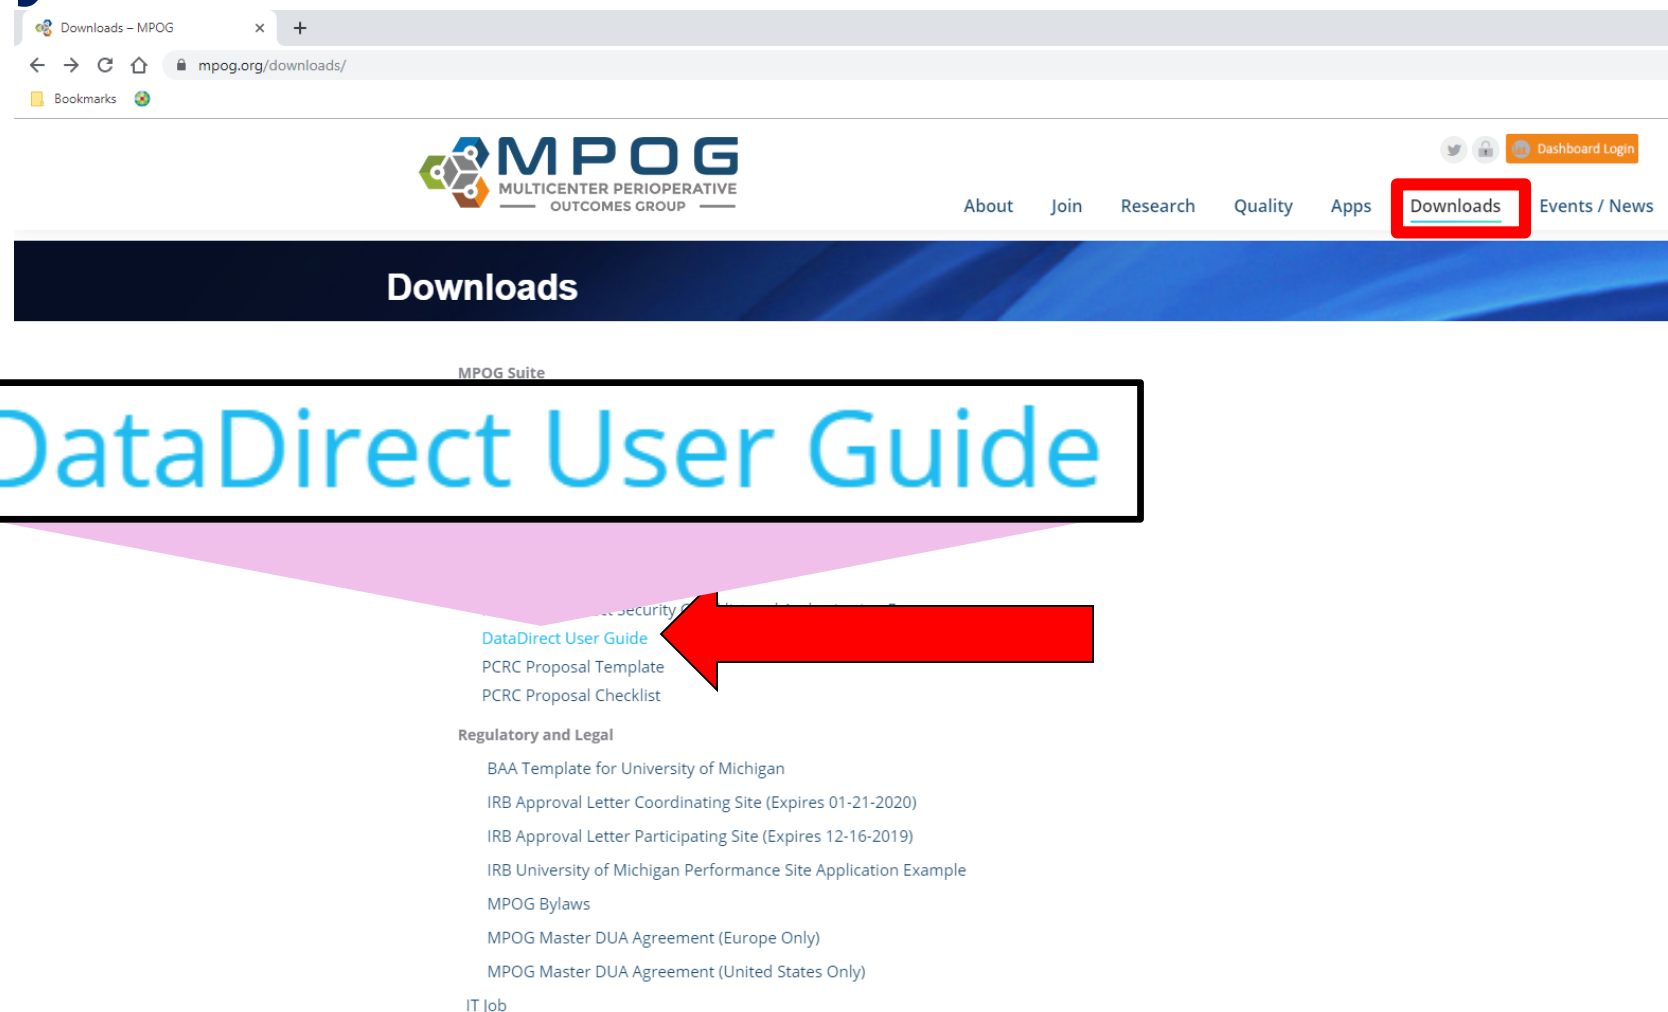 Downloads – MPOG
mpog.org/downloads/
Bookmarks
MPOG
MULTICENTER PERIOPERATIVE
OUTCOMES GROUP
Dashboard Login
About Join Research Quality Apps Downloads Events / News
Downloads
MPOG Suite
DataDirect User Guide
Security
DataDirect User Guide
PCRC Proposal Template
PCRC Proposal Checklist
Regulatory and Legal
BAA Template for University of Michigan
IRB Approval Letter Coordinating Site (Expires 01-21-2020)
IRB Approval Letter Participating Site (Expires 12-16-2019)
IRB University of Michigan Performance Site Application Example
MPOG Bylaws
MPOG Master DUA Agreement (Europe Only)
MPOG Master DUA Agreement (United States Only)
IT Job